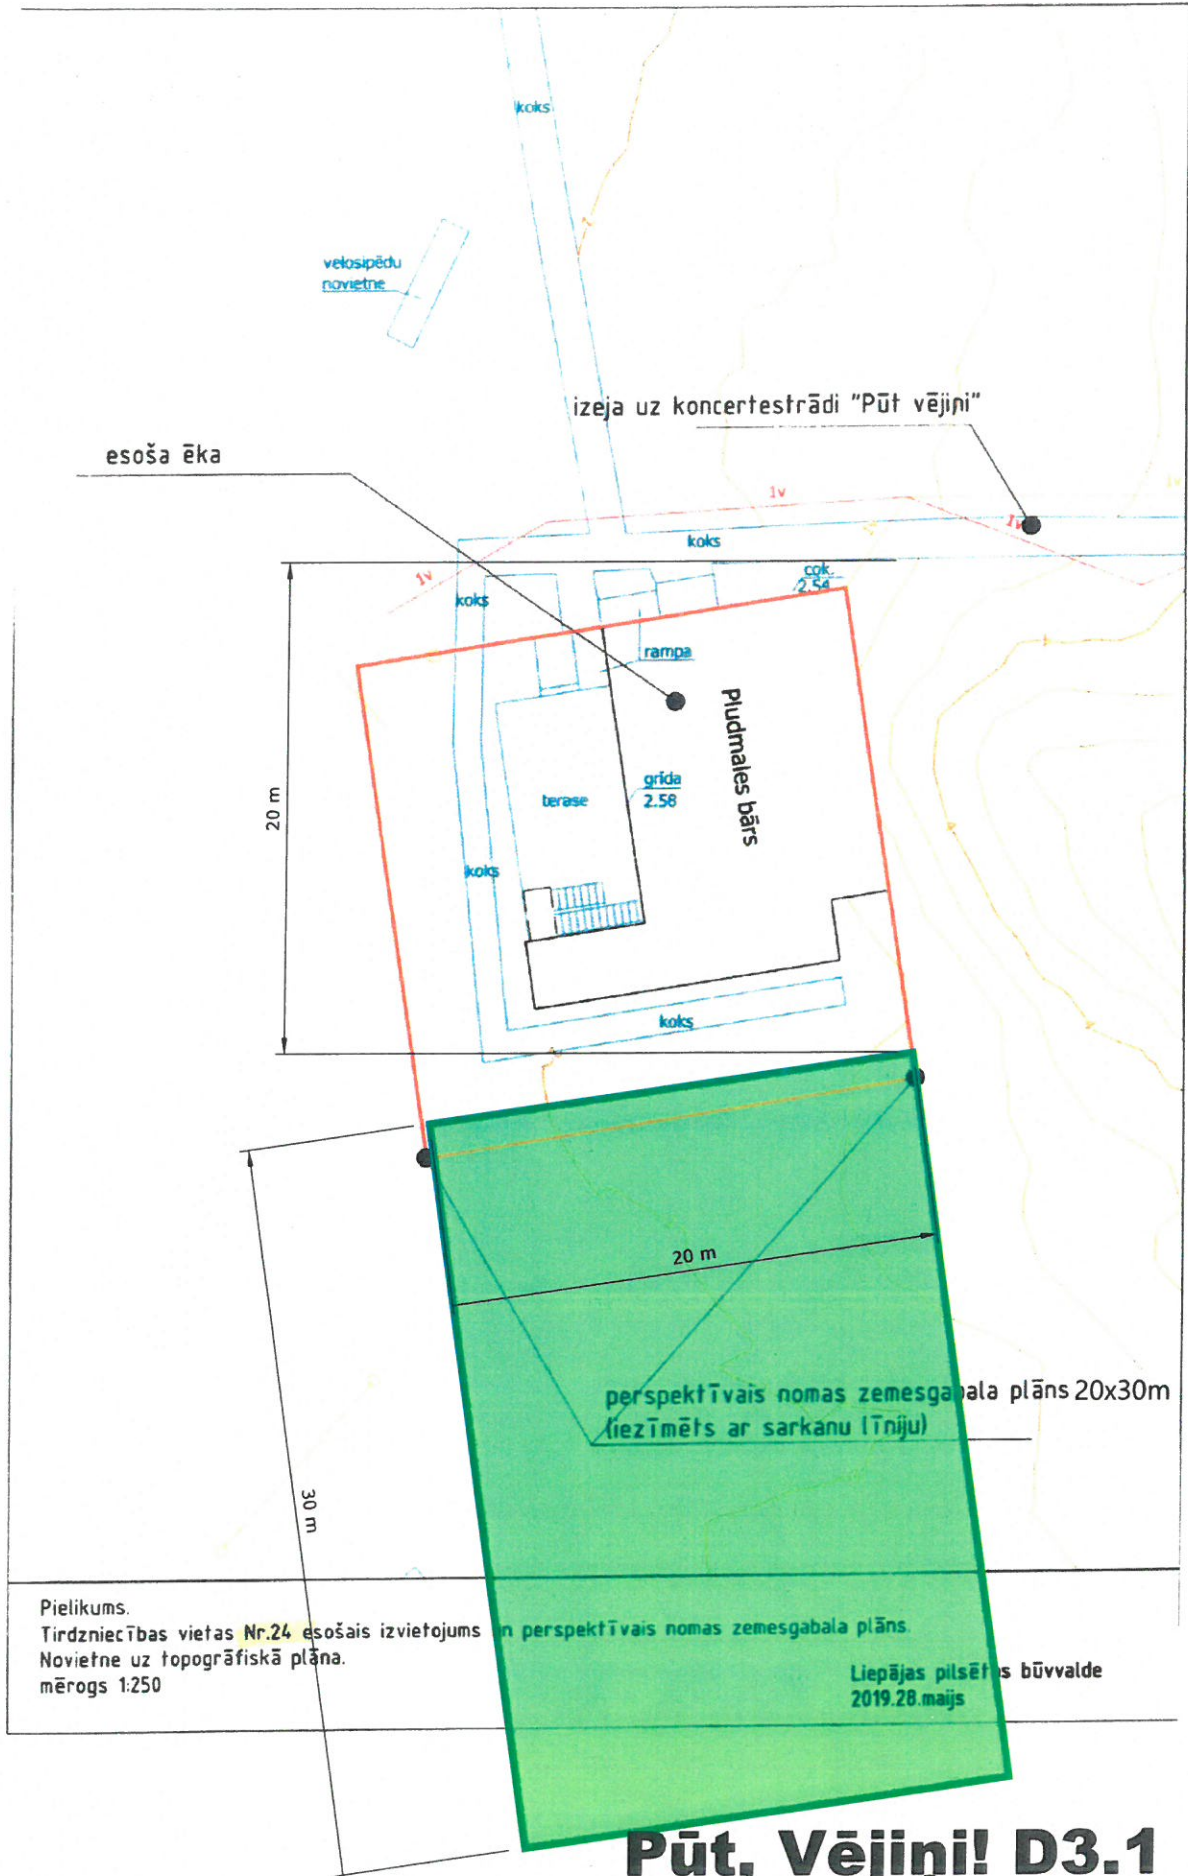 koks
velosipēdu
novietne
izeja uz koncertestrādi "Pūt vējiņi"
esoša ēka
1v
1v
1v
1v
koks
cok.
2.54
koks
rampa
Pludmales bārs
grīda
2.58
terase
20 m
koks
koks
20 m
perspektīvais nomas zemesgabala plāns 20x30m
(iezīmēts ar sarkanu līniju)
30 m
Pielikums.
Tirdzniecības vietas Nr.24 esošais izvietojums un perspektīvais nomas zemesgabala plāns.
Novietne uz topogrāfiskā plāna.
mērogs 1:250
Liepājas pilsētas būvvalde
2019.28.maijs
Pūt, Vējiņi! D3.1